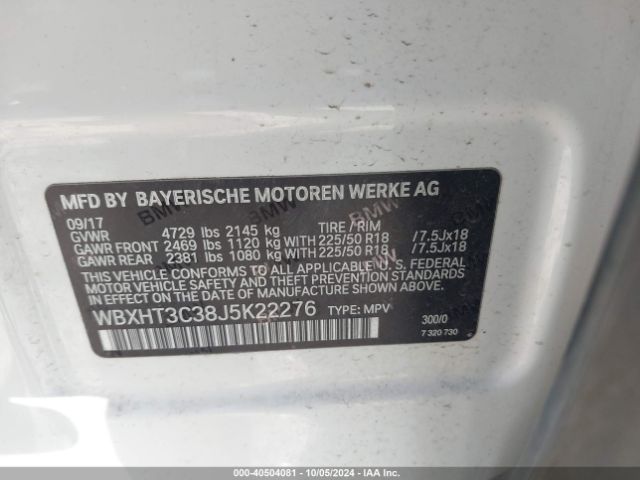 MFD BY BAYERISCHE MOTOREN WERKE AG
09/17
GVWR 4729 lbs 2145 kg TIRE / RIM
GAWR FRONT 2469 lbs 1120 kg WITH 225/50 R18 /7.5Jx18
GAWR REAR 2381 lbs 1080 kg WITH 225/50 R18 /7.5Jx18
THIS VEHICLE CONFORMS TO ALL APPLICABLE U. S. FEDERAL
MOTOR VEHICLE SAFETY, BUMPER, AND THEFT PREVENTION STANDARDS
IN EFFECT ON THE DATE OF MANUFACTURE SHOWN ABOVE.
WBXHT3C38J5K22276 TYPE: MPV
300/0
7 320 730
000-40504081 - 10/05/2024 - IAA Inc.